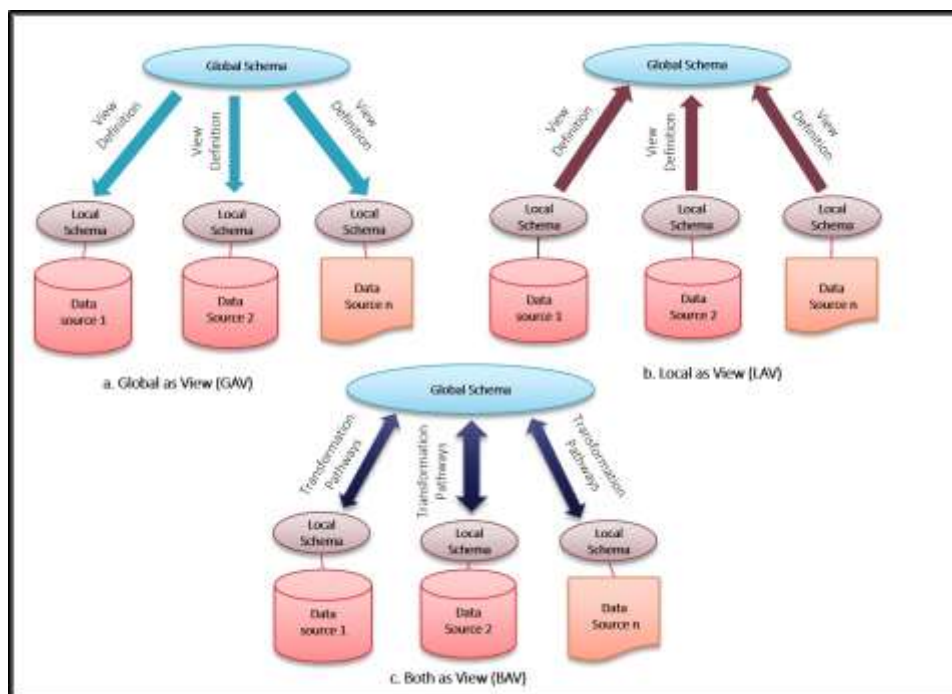 Global Schema
View
Definition
View
Definition
View
Definition
Local
Schema
Local
Schema
Local
Schema
Data
source 1
Data
Source 2
Data
Source n
a. Global as View (GAV)
Global Schema
View
Definition
View
Definition
View
Definition
Local
Schema
Local
Schema
Local
Schema
Data
source 1
Data
Source 2
Data
Source n
b. Local as View (LAV)
Global Schema
Transformation
Pathways
Transformation
Pathways
Transformation
Pathways
Local
Schema
Local
Schema
Local
Schema
Data
source 1
Data
Source 2
Data
Source n
c. Both as View (BAV)